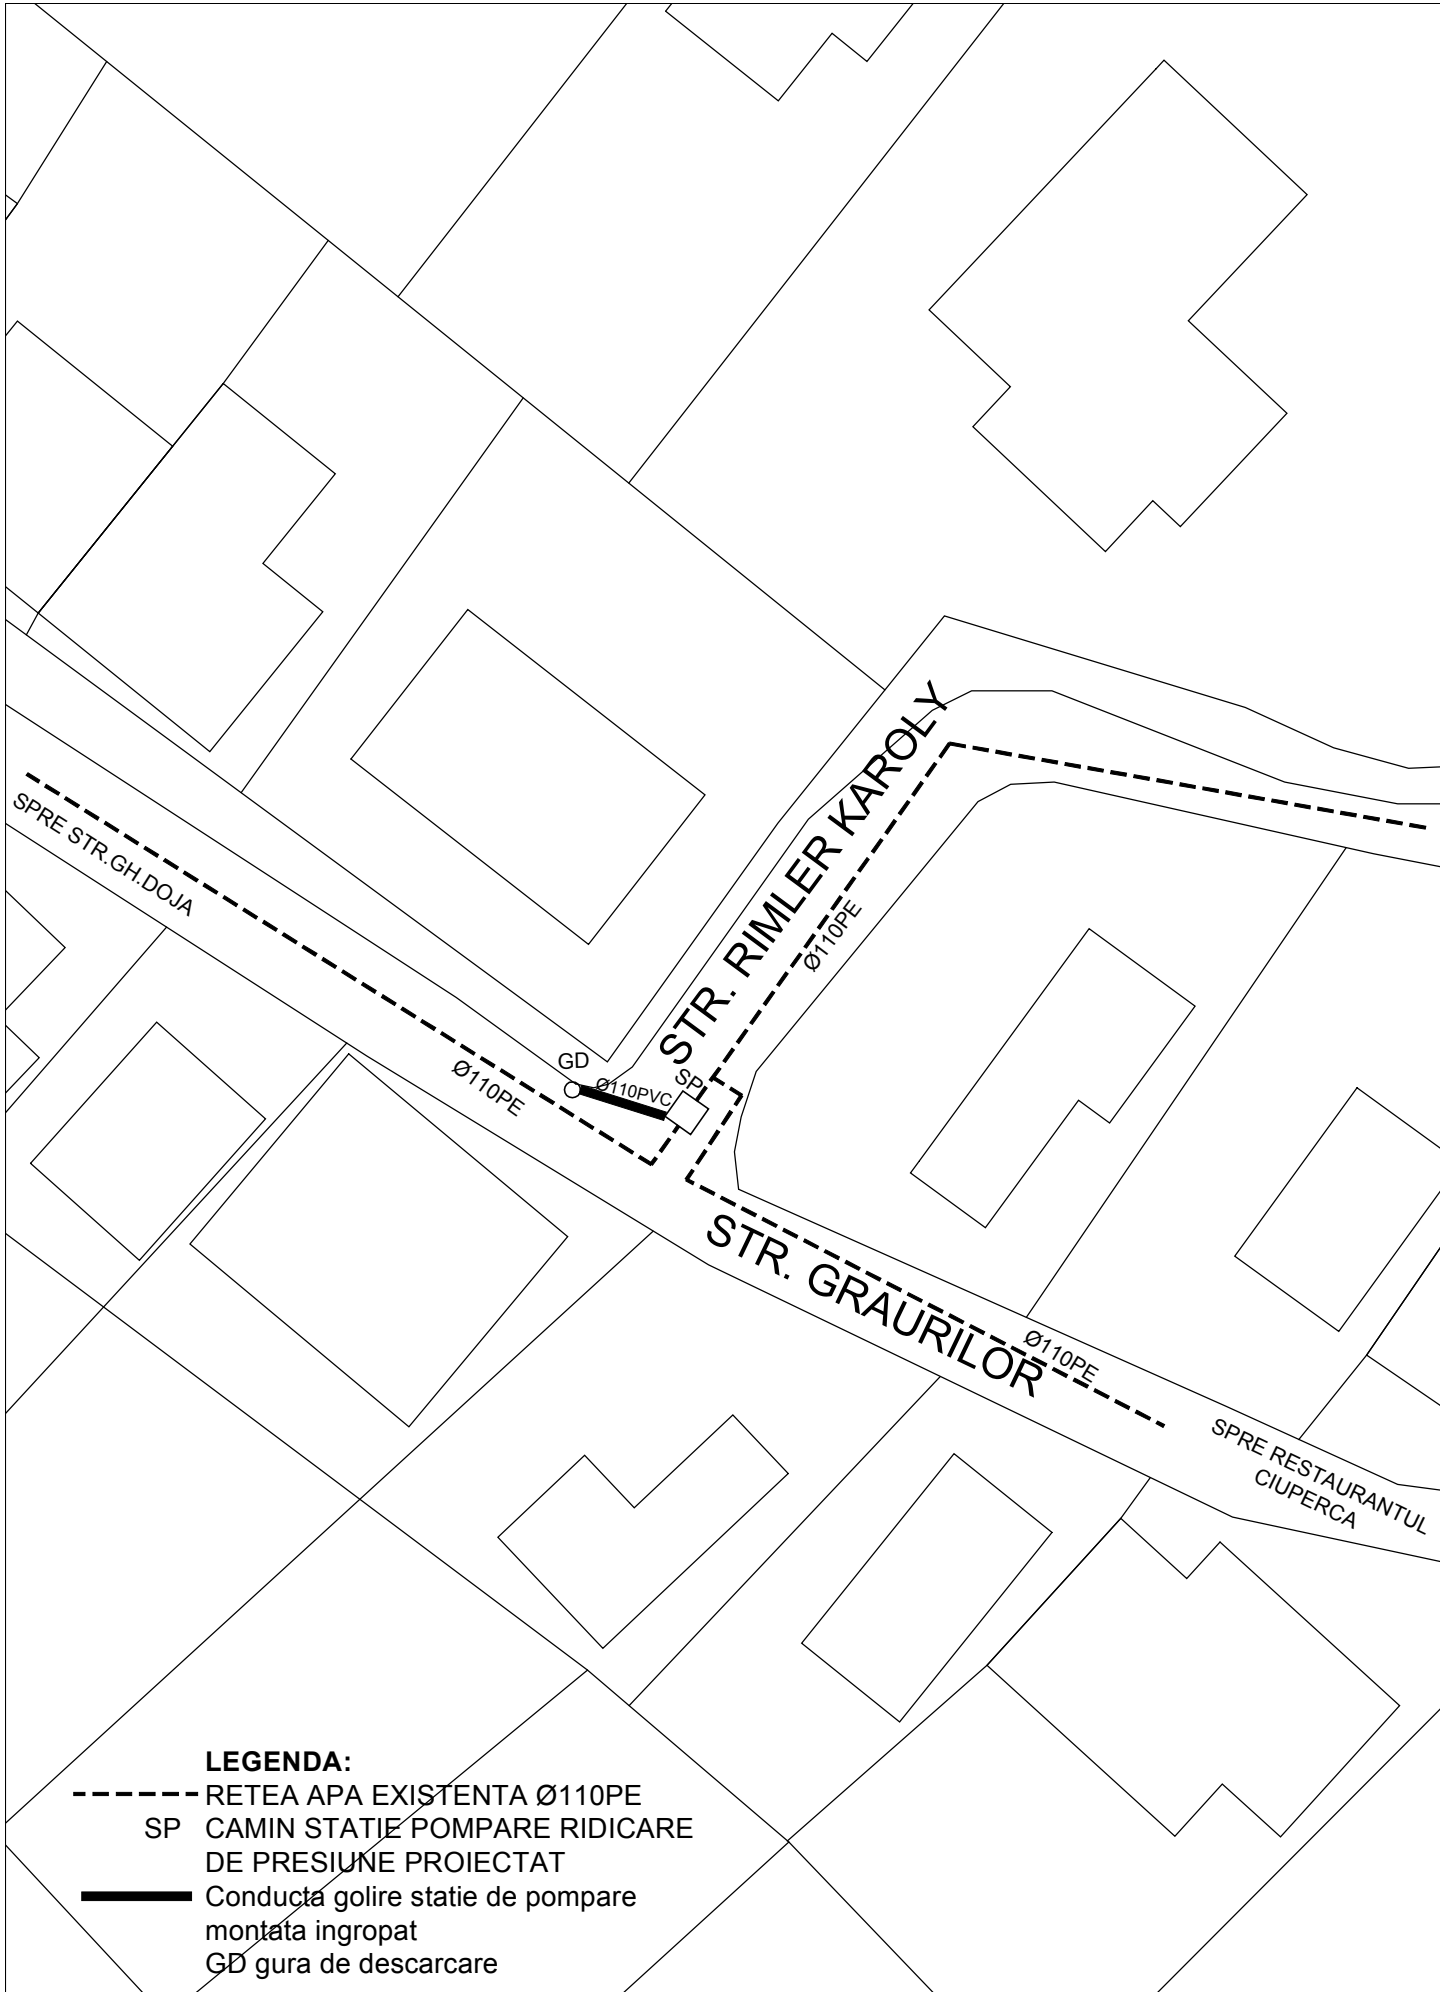 STR. RIMLER KAROLY
SPRE STR.GH.DOJA
Ø110PE
Ø110PE
GD
Ø110PVC
SP
STR. GRAURILOR
Ø110PE
SPRE RESTAURANTUL
CIUPERCA
LEGENDA:
RETEA APA EXISTENTA Ø110PE
SP CAMIN STATIE POMPARE RIDICARE
DE PRESIUNE PROIECTAT
Conducta golire statie de pompare
montata ingropat
GD gura de descarcare